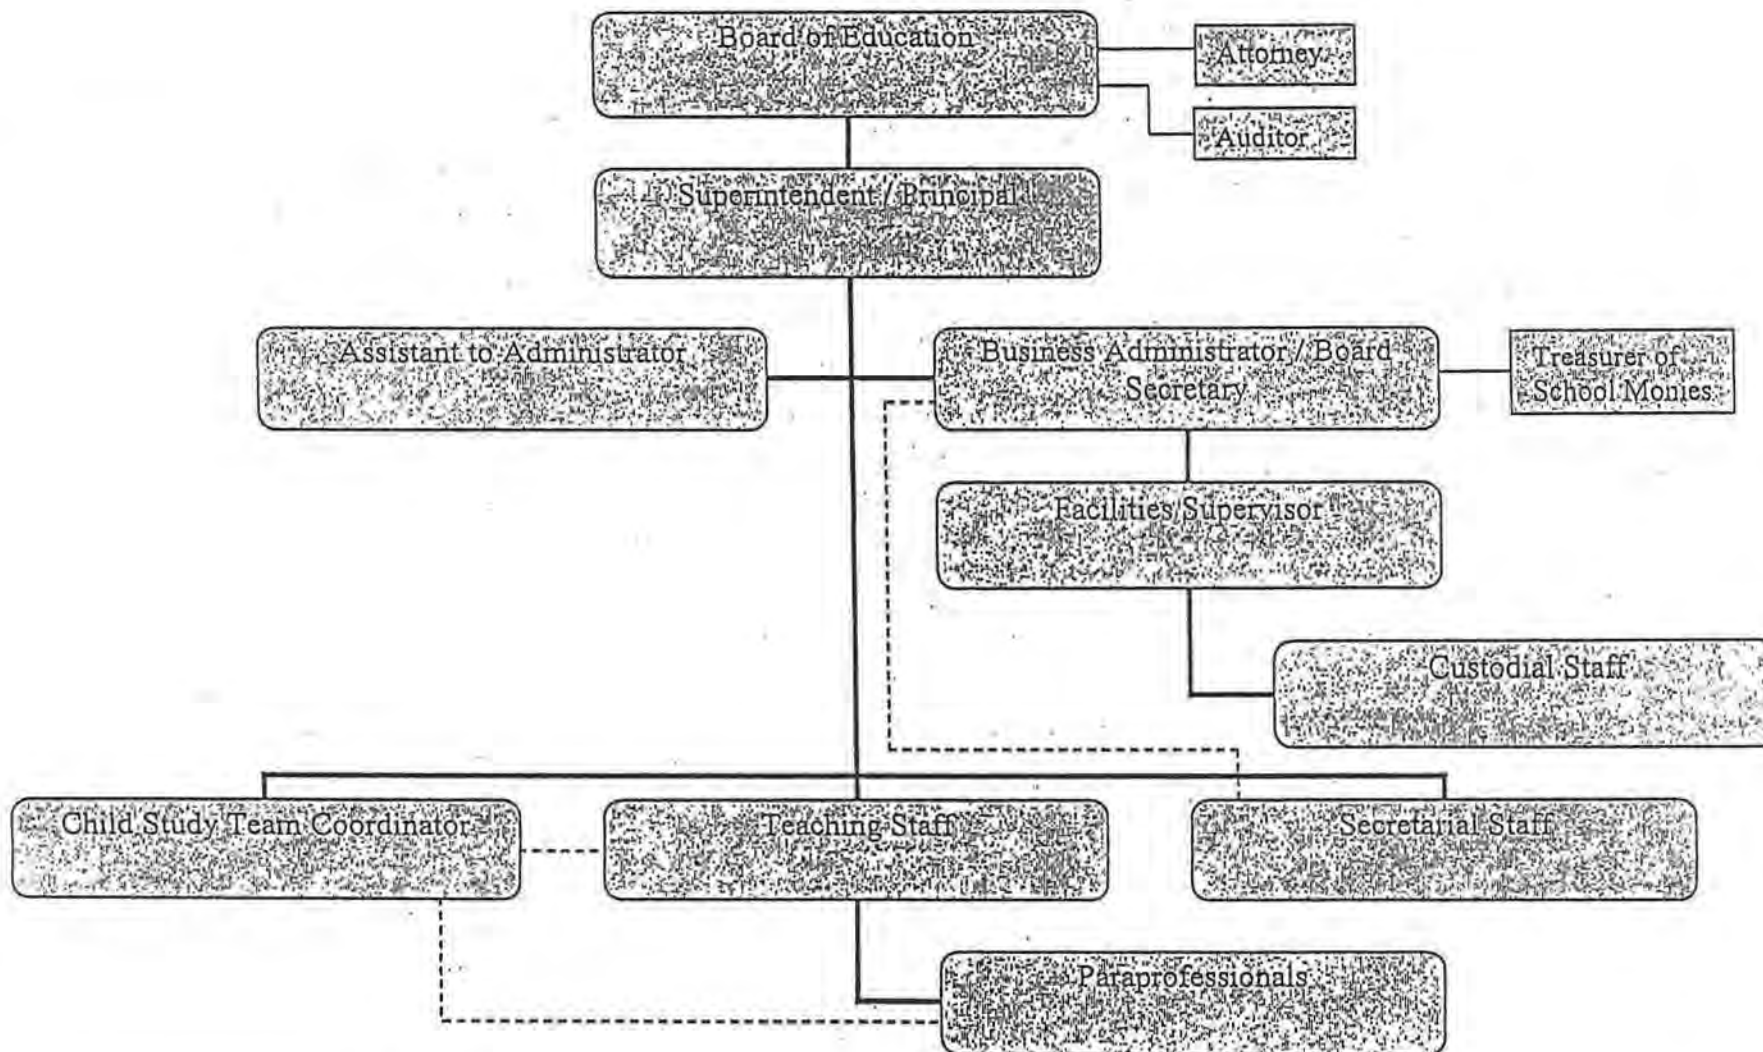 Board of Education
Attorney
Auditor
Superintendent / Principal
Assistant to Administrator
Business Administrator / Board
Secretary
Treasurer of
School Monies
Facilities Supervisor
Custodial Staff
Child Study Team Coordinator
Teaching Staff
Secretarial Staff
Paraprofessionals